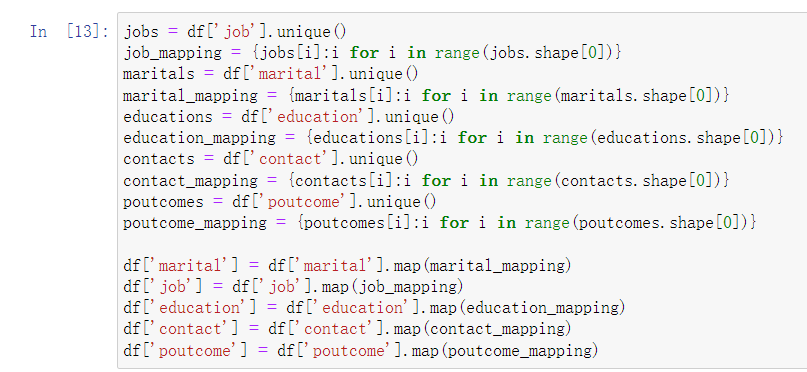 In [13]: jobs = df['job'].unique()
job_mapping = {jobs[i]:i for i in range(jobs.shape[0])}
maritals = df['marital'].unique()
marital_mapping = {maritals[i]:i for i in range(maritals.shape[0])}
educations = df['education'].unique()
education_mapping = {educations[i]:i for i in range(educations.shape[0])}
contacts = df['contact'].unique()
contact_mapping = {contacts[i]:i for i in range(contacts.shape[0])}
poutcomes = df['poutcome'].unique()
poutcome_mapping = {poutcomes[i]:i for i in range(poutcomes.shape[0])}

df['marital'] = df['marital'].map(marital_mapping)
df['job'] = df['job'].map(job_mapping)
df['education'] = df['education'].map(education_mapping)
df['contact'] = df['contact'].map(contact_mapping)
df['poutcome'] = df['poutcome'].map(poutcome_mapping)